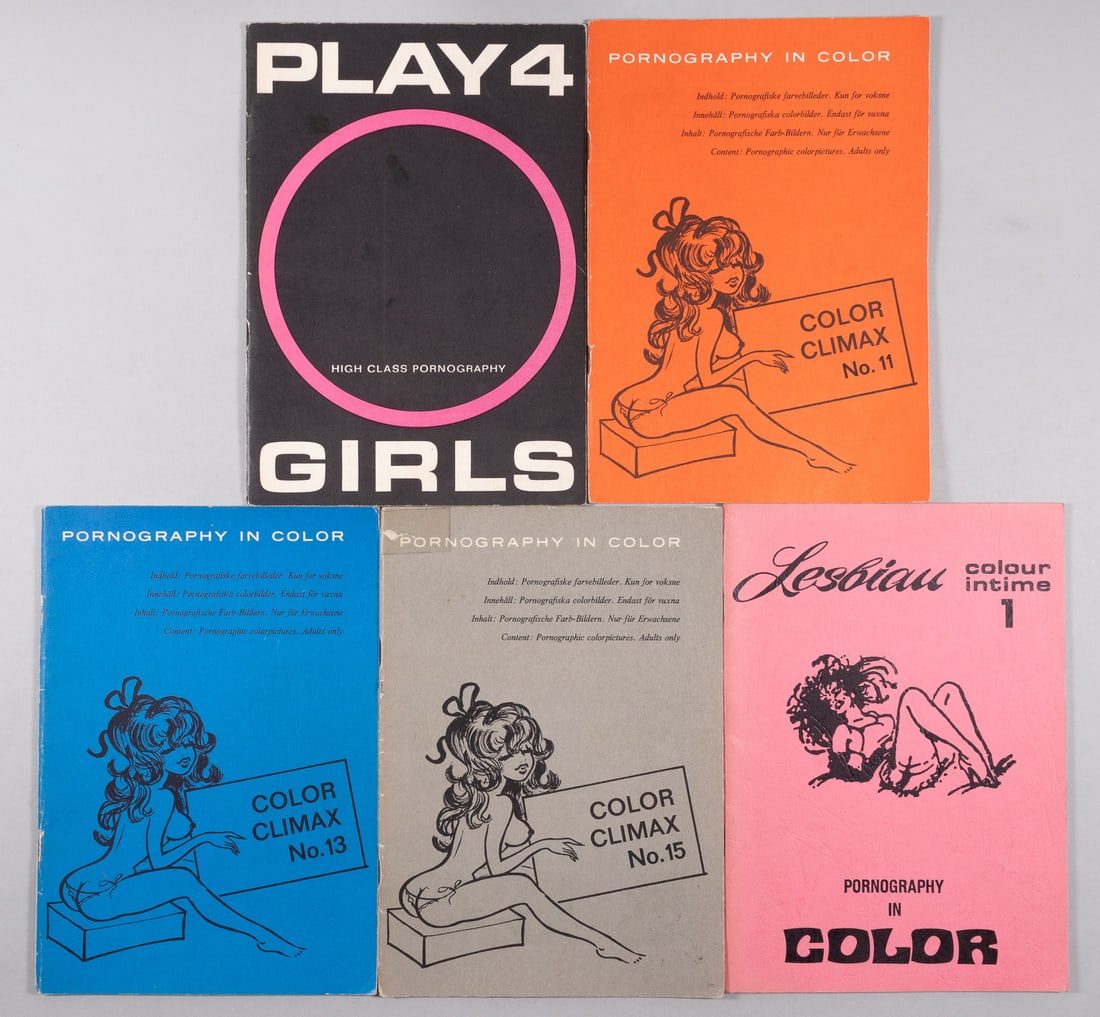 PLAY4
HIGH CLASS PORNOGRAPHY
GIRLS
PORNOGRAPHY IN COLOR
Indhold: Pornografiske farvebilleder. Kun for voksne
Innehåll: Pornografiska colorbilder. Endast för vuxna
Inhalt: Pornografische Farb-Bildern. Nur für Erwachsene
Content: Pornographic colorpictures. Adults only
COLOR
CLIMAX
No. 11
PORNOGRAPHY IN COLOR
Indhold: Pornografiske farvebilleder. Kun for voksne
Innehåll: Pornografiska colorbilder. Endast för vuxna
Inhalt: Pornografische Farb-Bildern. Nur für Erwachsene
Content: Pornographic colorpictures. Adults only
COLOR
CLIMAX
No. 13
PORNOGRAPHY IN COLOR
Indhold: Pornografiske farvebilleder. Kun for voksne
Innehåll: Pornografiska colorbilder. Endast för vuxna
Inhalt: Pornografische Farb-Bildern. Nur für Erwachsene
Content: Pornographic colorpictures. Adults only
COLOR
CLIMAX
No. 15
Lesbian colour
intime
1
PORNOGRAPHY
IN
COLOR